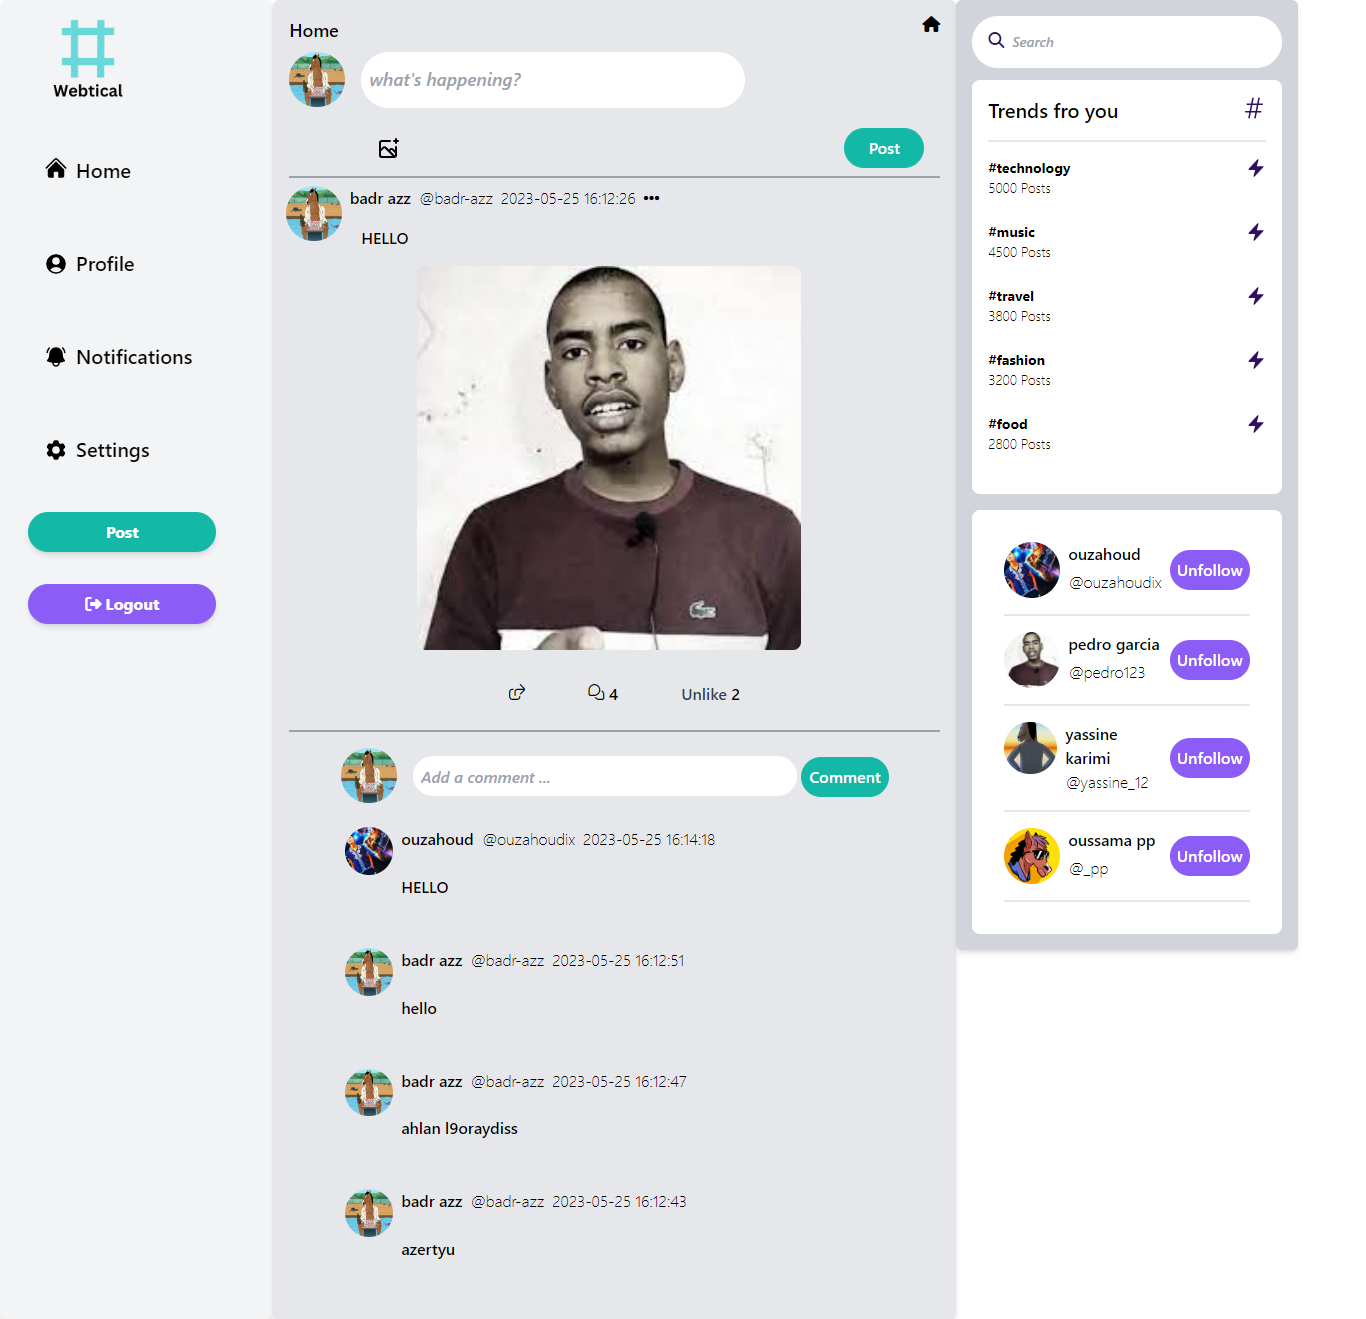 Webtical
Home
Profile
Notifications
Settings
Post
Logout
Home
what's happening?
Post
badr azz @badr-azz 2023-05-25 16:12:26 •••
HELLO
4
Unlike 2
Add a comment ...
Comment
ouzahoud @ouzahoudix 2023-05-25 16:14:18
HELLO
badr azz @badr-azz 2023-05-25 16:12:51
hello
badr azz @badr-azz 2023-05-25 16:12:47
ahlan l9oraydiss
badr azz @badr-azz 2023-05-25 16:12:43
azertyu
Search
Trends fro you
#technology
5000 Posts
#music
4500 Posts
#travel
3800 Posts
#fashion
3200 Posts
#food
2800 Posts
ouzahoud
@ouzahoudix
Unfollow
pedro garcia
@pedro123
Unfollow
yassine
karimi
@yassine_12
Unfollow
oussama pp
@_pp
Unfollow